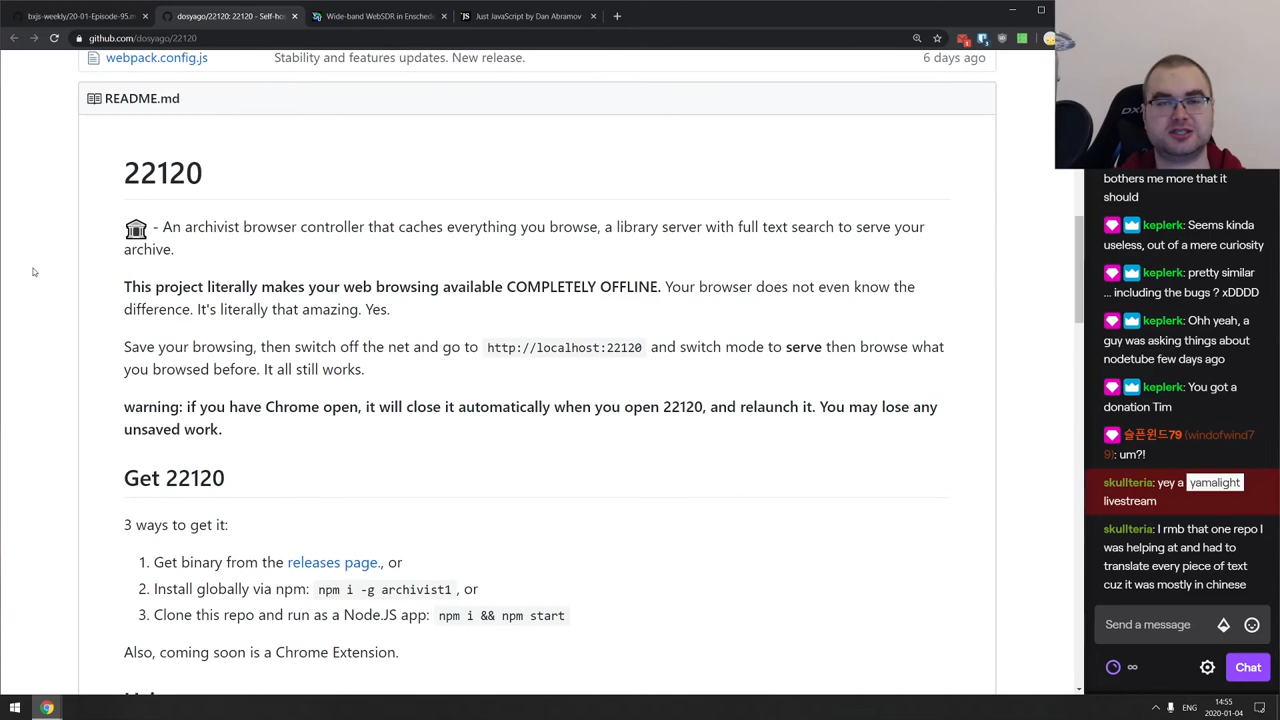 bxjs-weekly/20-01-Episode-95.m
dosyago/22120: 22120 - Self-ho
Wide-band WebSDR in Enschede
Just JavaScript by Dan Abramov
github.com/dosyago/22120
webpack.config.js
Stability and features updates. New release.
6 days ago
README.md
22120
- An archivist browser controller that caches everything you browse, a library server with full text search to serve your
archive.
This project literally makes your web browsing available COMPLETELY OFFLINE. Your browser does not even know the
difference. It's literally that amazing. Yes.
Save your browsing, then switch off the net and go to http://localhost:22120 and switch mode to serve then browse what
you browsed before. It all still works.
warning: if you have Chrome open, it will close it automatically when you open 22120, and relaunch it. You may lose any
unsaved work.
Get 22120
3 ways to get it:
1. Get binary from the releases page., or
2. Install globally via npm: npm i -g archivist1 , or
3. Clone this repo and run as a Node.JS app: npm i && npm start
Also, coming soon is a Chrome Extension.
DX
bothers me more that it
should
keplerk: Seems kinda
useless, out of a mere curiosity
keplerk: pretty similar
... including the bugs ? xDDDD
keplerk: Ohh yeah, a
guy was asking things about
nodetube few days ago
keplerk: You got a
donation Tim
슬픈윈드79 (windofwind7
9): um?!
skullteria: yey a yamalight
livestream
skullteria: I rmb that one repo I
was helping at and had to
translate every piece of text
cuz it was mostly in chinese
Send a message
Chat
ENG
14:55
2020-01-04